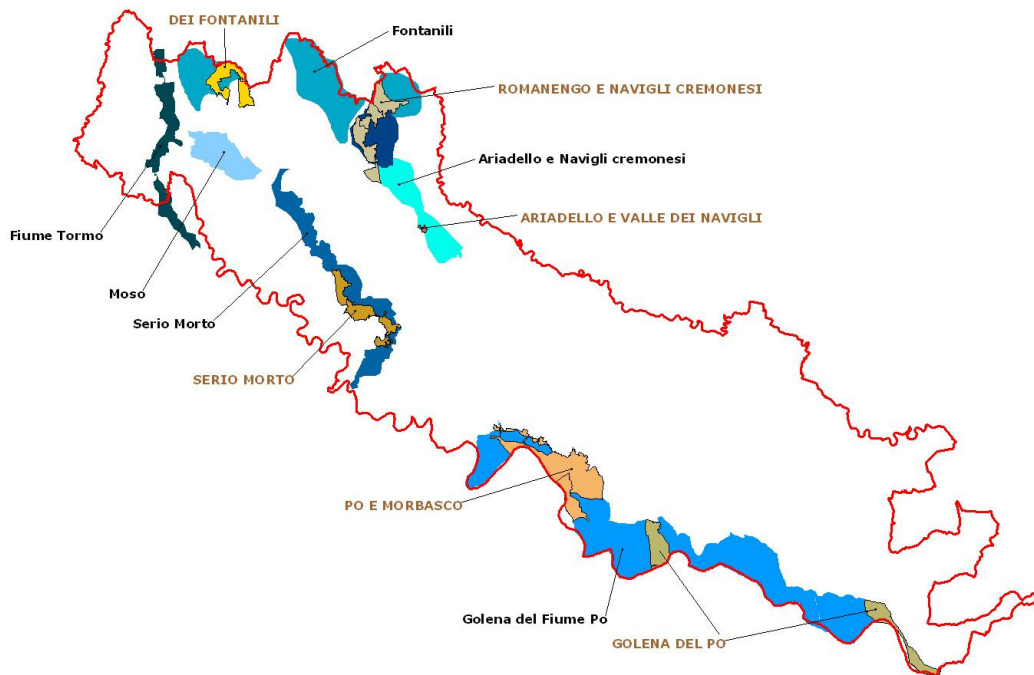 DEI FONTANILI
Fontanili
ROMANENGO E NAVIGLI CREMONESI
Ariadello e Navigli cremonesi
ARIADELLO E VALLE DEI NAVIGLI
Fiume Tormo
Moso
Serio Morto
SERIO MORTO
PO E MORBASCO
Golena del Fiume Po
GOLENA DEL PO